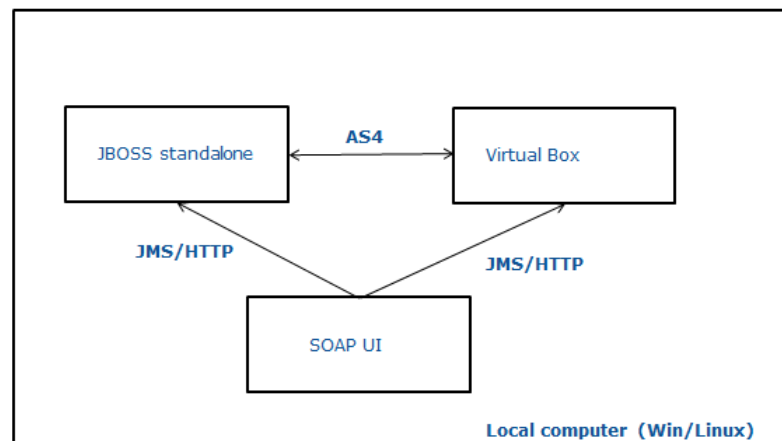 AS4
JBOSS standalone
Virtual Box
JMS/HTTP
JMS/HTTP
SOAP UI
Local computer (Win/Linux)